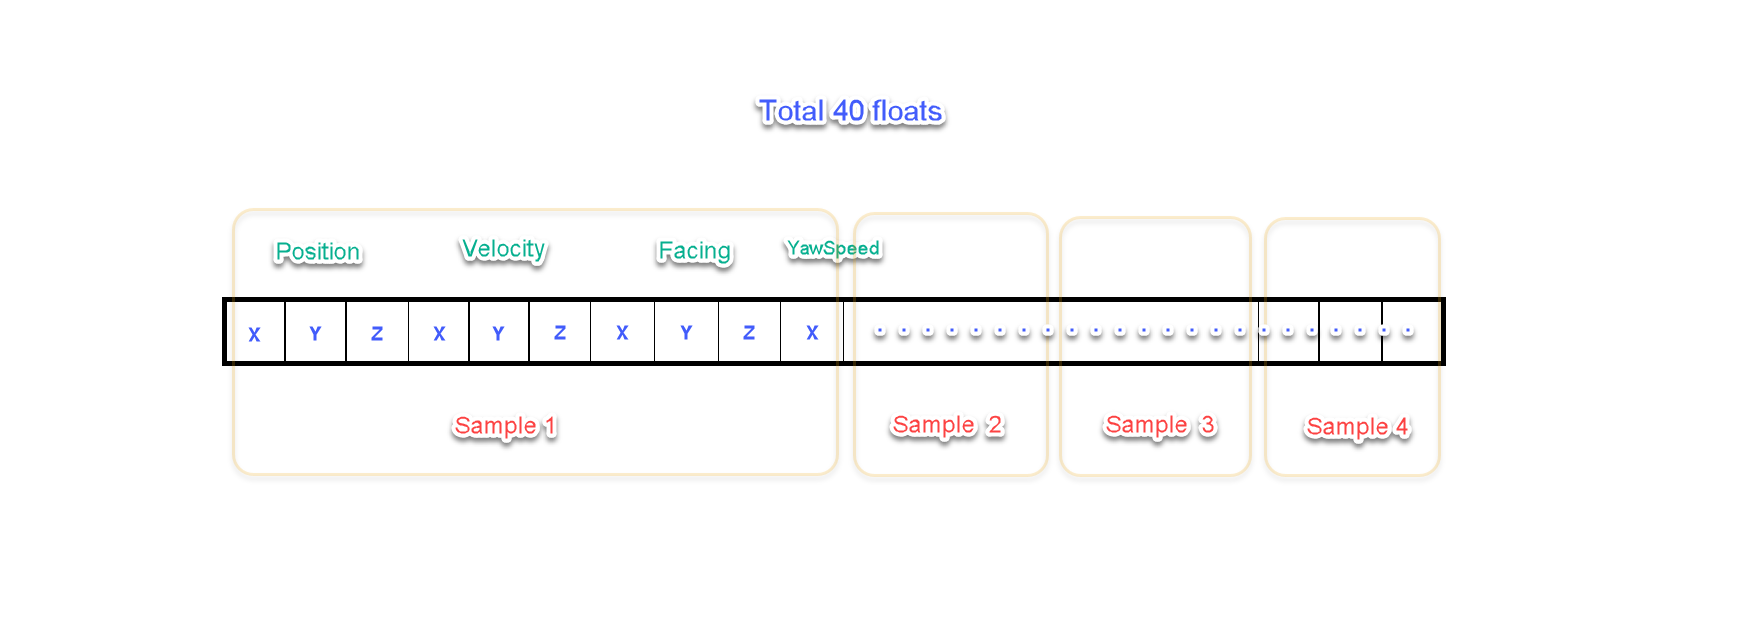 Total 40 floats
Position Velocity Facing YawSpeed
X Y Z X Y Z X Y Z X . . . . . . . . . . . . . . . . . . . . . . .
Sample 1 Sample 2 Sample 3 Sample 4